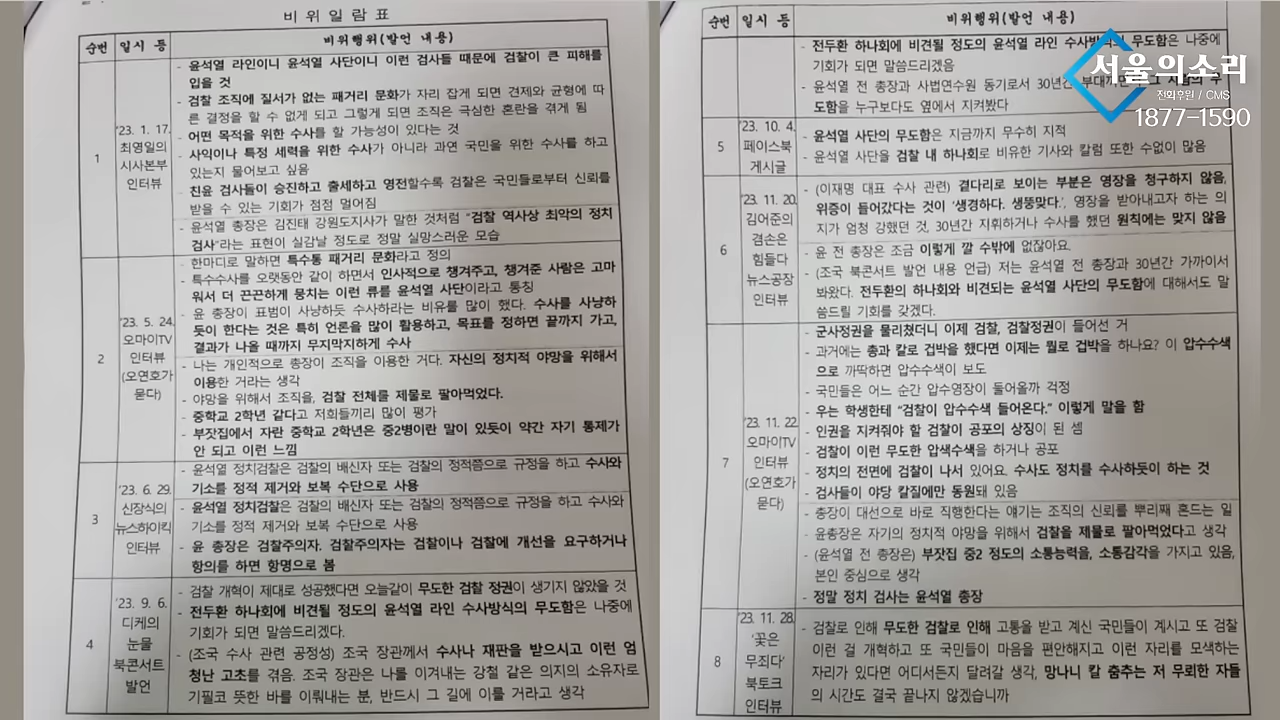 비 위 일 람 표
순번 일시 등 비위행위(발언 내용)
1
'23. 1. 17.
최영일의
시사본부
인터뷰
- 윤석열 라인이니 윤석열 사단이니 이런 검사들 때문에 검찰이 큰 피해를
입을 것
- 검찰 조직에 질서가 없는 패거리 문화가 자리 잡게 되면 견제와 균형에 따
른 결정을 할 수 없게 되고 그렇게 되면 조직은 극심한 혼란을 겪게 됨
- 어떤 목적을 위한 수사를 할 가능성이 있다는 것
- 사익이나 특정 세력을 위한 수사가 아니라 과연 국민을 위한 수사를 하고
있는지 물어보고 싶음
- 친윤 검사들이 승진하고 출세하고 영전할수록 검찰은 국민들로부터 신뢰를
받을 수 있는 기회가 점점 멀어짐
- 윤석열 총장은 김진태 강원도지사가 말한 것처럼 "검찰 역사상 최악의 정치
검사"라는 표현이 실감날 정도로 정말 실망스러운 모습
2
'23. 5. 24.
오마이TV
인터뷰
(오연호가
묻다)
- 한마디로 말하면 특수통 패거리 문화라고 정의
- 특수수사를 오랫동안 같이 하면서 인사적으로 챙겨주고, 챙겨준 사람은 고마
워서 더 끈끈하게 뭉치는 이런 류를 윤석열 사단이라고 통칭
- 윤 총장이 표범이 사냥하듯 수사하라는 비유를 많이 했다. 수사를 사냥하
듯이 한다는 것은 특히 언론을 많이 활용하고, 목표를 정하면 끝까지 가고,
결과가 나올 때까지 무지막지하게 수사
- 나는 개인적으로 총장이 조직을 이용한 거다. 자신의 정치적 야망을 위해서
이용한 거라는 생각
- 야망을 위해서 조직을, 검찰 전체를 제물로 팔아먹었다.
- 중학교 2학년 같다고 저희들끼리 많이 평가
- 부잣집에서 자란 중학교 2학년은 중2병이란 말이 있듯이 약간 자기 통제가
안 되고 이런 느낌
3
'23. 6. 29.
신장식의
뉴스하이킥
인터뷰
- 윤석열 정치검찰은 검찰의 배신자 또는 검찰의 정적쯤으로 규정을 하고 수사와
기소를 정적 제거와 보복 수단으로 사용
- 윤석열 정치검찰은 검찰의 배신자 또는 검찰의 정적쯤으로 규정을 하고 수사와
기소를 정적 제거와 보복 수단으로 사용
- 윤 총장은 검찰주의자. 검찰주의자는 검찰이나 검찰에 개선을 요구하거나
항의를 하면 항명으로 봄
4
'23. 9. 6.
디케의
눈물
북콘서트
발언
- 검찰 개혁이 제대로 성공했다면 오늘같이 무도한 검찰 정권이 생기지 않았을 것
- 전두환 하나회에 비견될 정도의 윤석열 라인 수사방식의 무도함은 나중에
기회가 되면 말씀드리겠다.
- (조국 수사 관련 공정성) 조국 장관께서 수사나 재판을 받으시고 이런 엄
청난 고초를 겪음. 조국 장관은 나를 이겨내는 강철 같은 의지의 소유자로
기필코 뜻한 바를 이뤄내는 분, 반드시 그 길에 이를 거라고 생각
순번 일시 등 비위행위(발언 내용)
- 전두환 하나회에 비견될 정도의 윤석열 라인 수사방식의 무도함은 나중에
기회가 되면 말씀드리겠음
- 윤석열 전 총장과 사법연수원 동기로서 30년간 그 사람의 무
도함을 누구보다도 옆에서 지켜봤다
5
'23. 10. 4.
페이스북
게시글
- 윤석열 사단의 무도함은 지금까지 무수히 지적
- 윤석열 사단을 검찰 내 하나회로 비유한 기사와 칼럼 또한 수없이 많음
6
'23. 11. 20.
김어준의
겸손은
힘들다
뉴스공장
인터뷰
- (이재명 대표 수사 관련) 곁다리로 보이는 부분은 영장을 청구하지 않음,
위증이 들어갔다는 것이 '생경하다. 생뚱맞다.', 영장을 받아내고자 하는 의
지가 엄청 강했던 것, 30년간 지휘하거나 수사를 했던 원칙에는 맞지 않음
- 윤 전 총장은 조금 이렇게 깔 수밖에 없잖아요.
- (조국 북콘서트 발언 내용 언급) 저는 윤석열 전 총장과 30년간 가까이서
봐왔다. 전두환의 하나회와 비견되는 윤석열 사단의 무도함에 대해서도 말
씀드릴 기회를 갖겠다.
7
'23. 11. 22.
오마이TV
인터뷰
(오연호가
묻다)
- 군사정권을 물리쳤더니 이제 검찰, 검찰정권이 들어선 거
- 과거에는 총과 칼로 겁박을 했다면 이제는 뭘로 겁박을 하나요? 이 압수수색
으로 까딱하면 압수수색이 보도
- 국민들은 어느 순간 압수영장이 들어올까 걱정
- 우는 학생한테 "검찰이 압수수색 들어온다." 이렇게 말을 함
- 인권을 지켜줘야 할 검찰이 공포의 상징이 된 셈
- 검찰이 이런 무도한 압색수색을 하거나 공포
- 정치의 전면에 검찰이 나서 있어요. 수사도 정치를 수사하듯이 하는 것
- 검사들이 야당 칼질에만 동원돼 있음
- 총장이 대선으로 바로 직행한다는 얘기는 조직의 신뢰를 뿌리째 흔드는 일
- 윤총장은 자기의 정치적 야망을 위해서 검찰을 제물로 팔아먹었다고 생각
- (윤석열 전 총장은) 부잣집 중2 정도의 소통능력을, 소통감각을 가지고 있음,
본인 중심으로 생각
- 정말 정치 검사는 윤석열 총장
8
'23. 11. 28.
'꽃은
무죄다'
북토크
인터뷰
- 검찰로 인해 무도한 검찰로 인해 고통을 받고 계신 국민들이 계시고 또 검찰
이런 걸 개혁하고 또 국민들이 마음을 편안해지고 이런 자리를 모색하는
자리가 있다면 어디서든지 달려갈 생각, 망나니 칼 춤추는 저 무뢰한 자들
의 시간도 결국 끝나지 않겠습니까
서울의소리
전화후원 / CMS
1877-1590